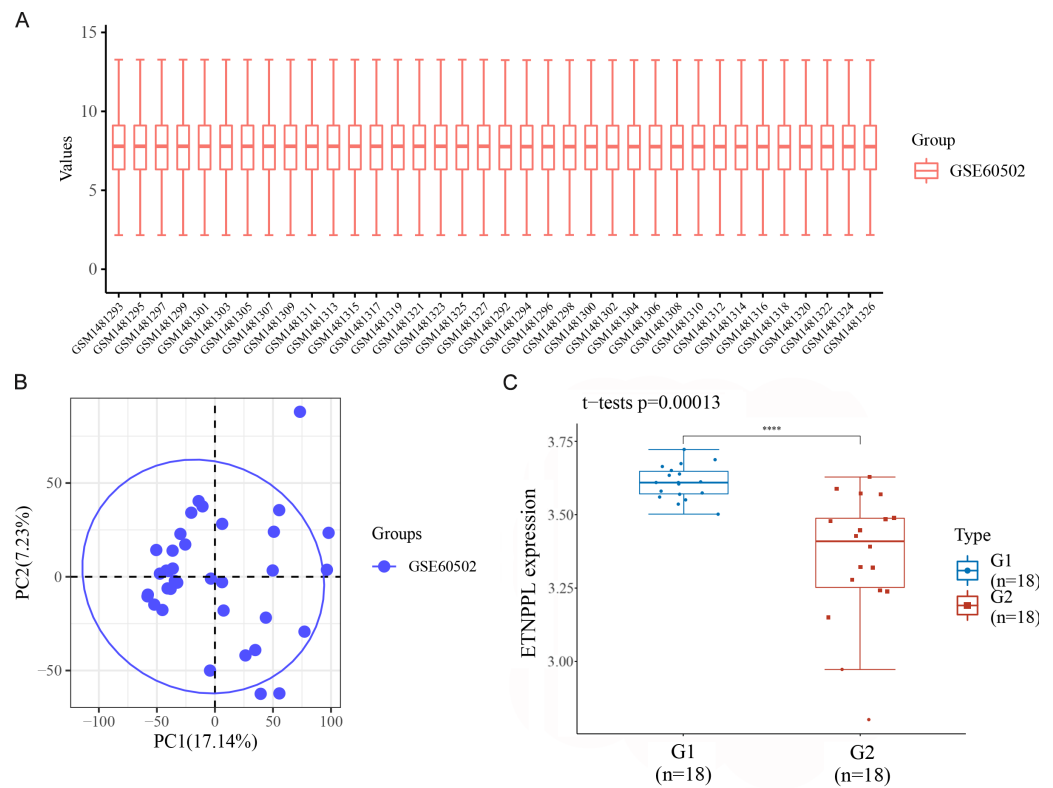 A
15
10
5
0
Values
GSM1481293
GSM1481295
GSM1481297
GSM1481299
GSM1481301
GSM1481303
GSM1481305
GSM1481307
GSM1481309
GSM1481311
GSM1481313
GSM1481315
GSM1481317
GSM1481319
GSM1481321
GSM1481323
GSM1481325
GSM1481327
GSM1481292
GSM1481294
GSM1481296
GSM1481298
GSM1481300
GSM1481302
GSM1481304
GSM1481306
GSM1481308
GSM1481310
GSM1481312
GSM1481314
GSM1481316
GSM1481318
GSM1481320
GSM1481322
GSM1481324
GSM1481326
Group
GSE60502
B
50
0
−50
PC2(7.23%)
−100
−50
0
50
100
PC1(17.14%)
Groups
GSE60502
C
t−tests p=0.00013
****
3.75
3.50
3.25
3.00
ETNPPL expression
G1
(n=18)
G2
(n=18)
Type
G1
(n=18)
G2
(n=18)